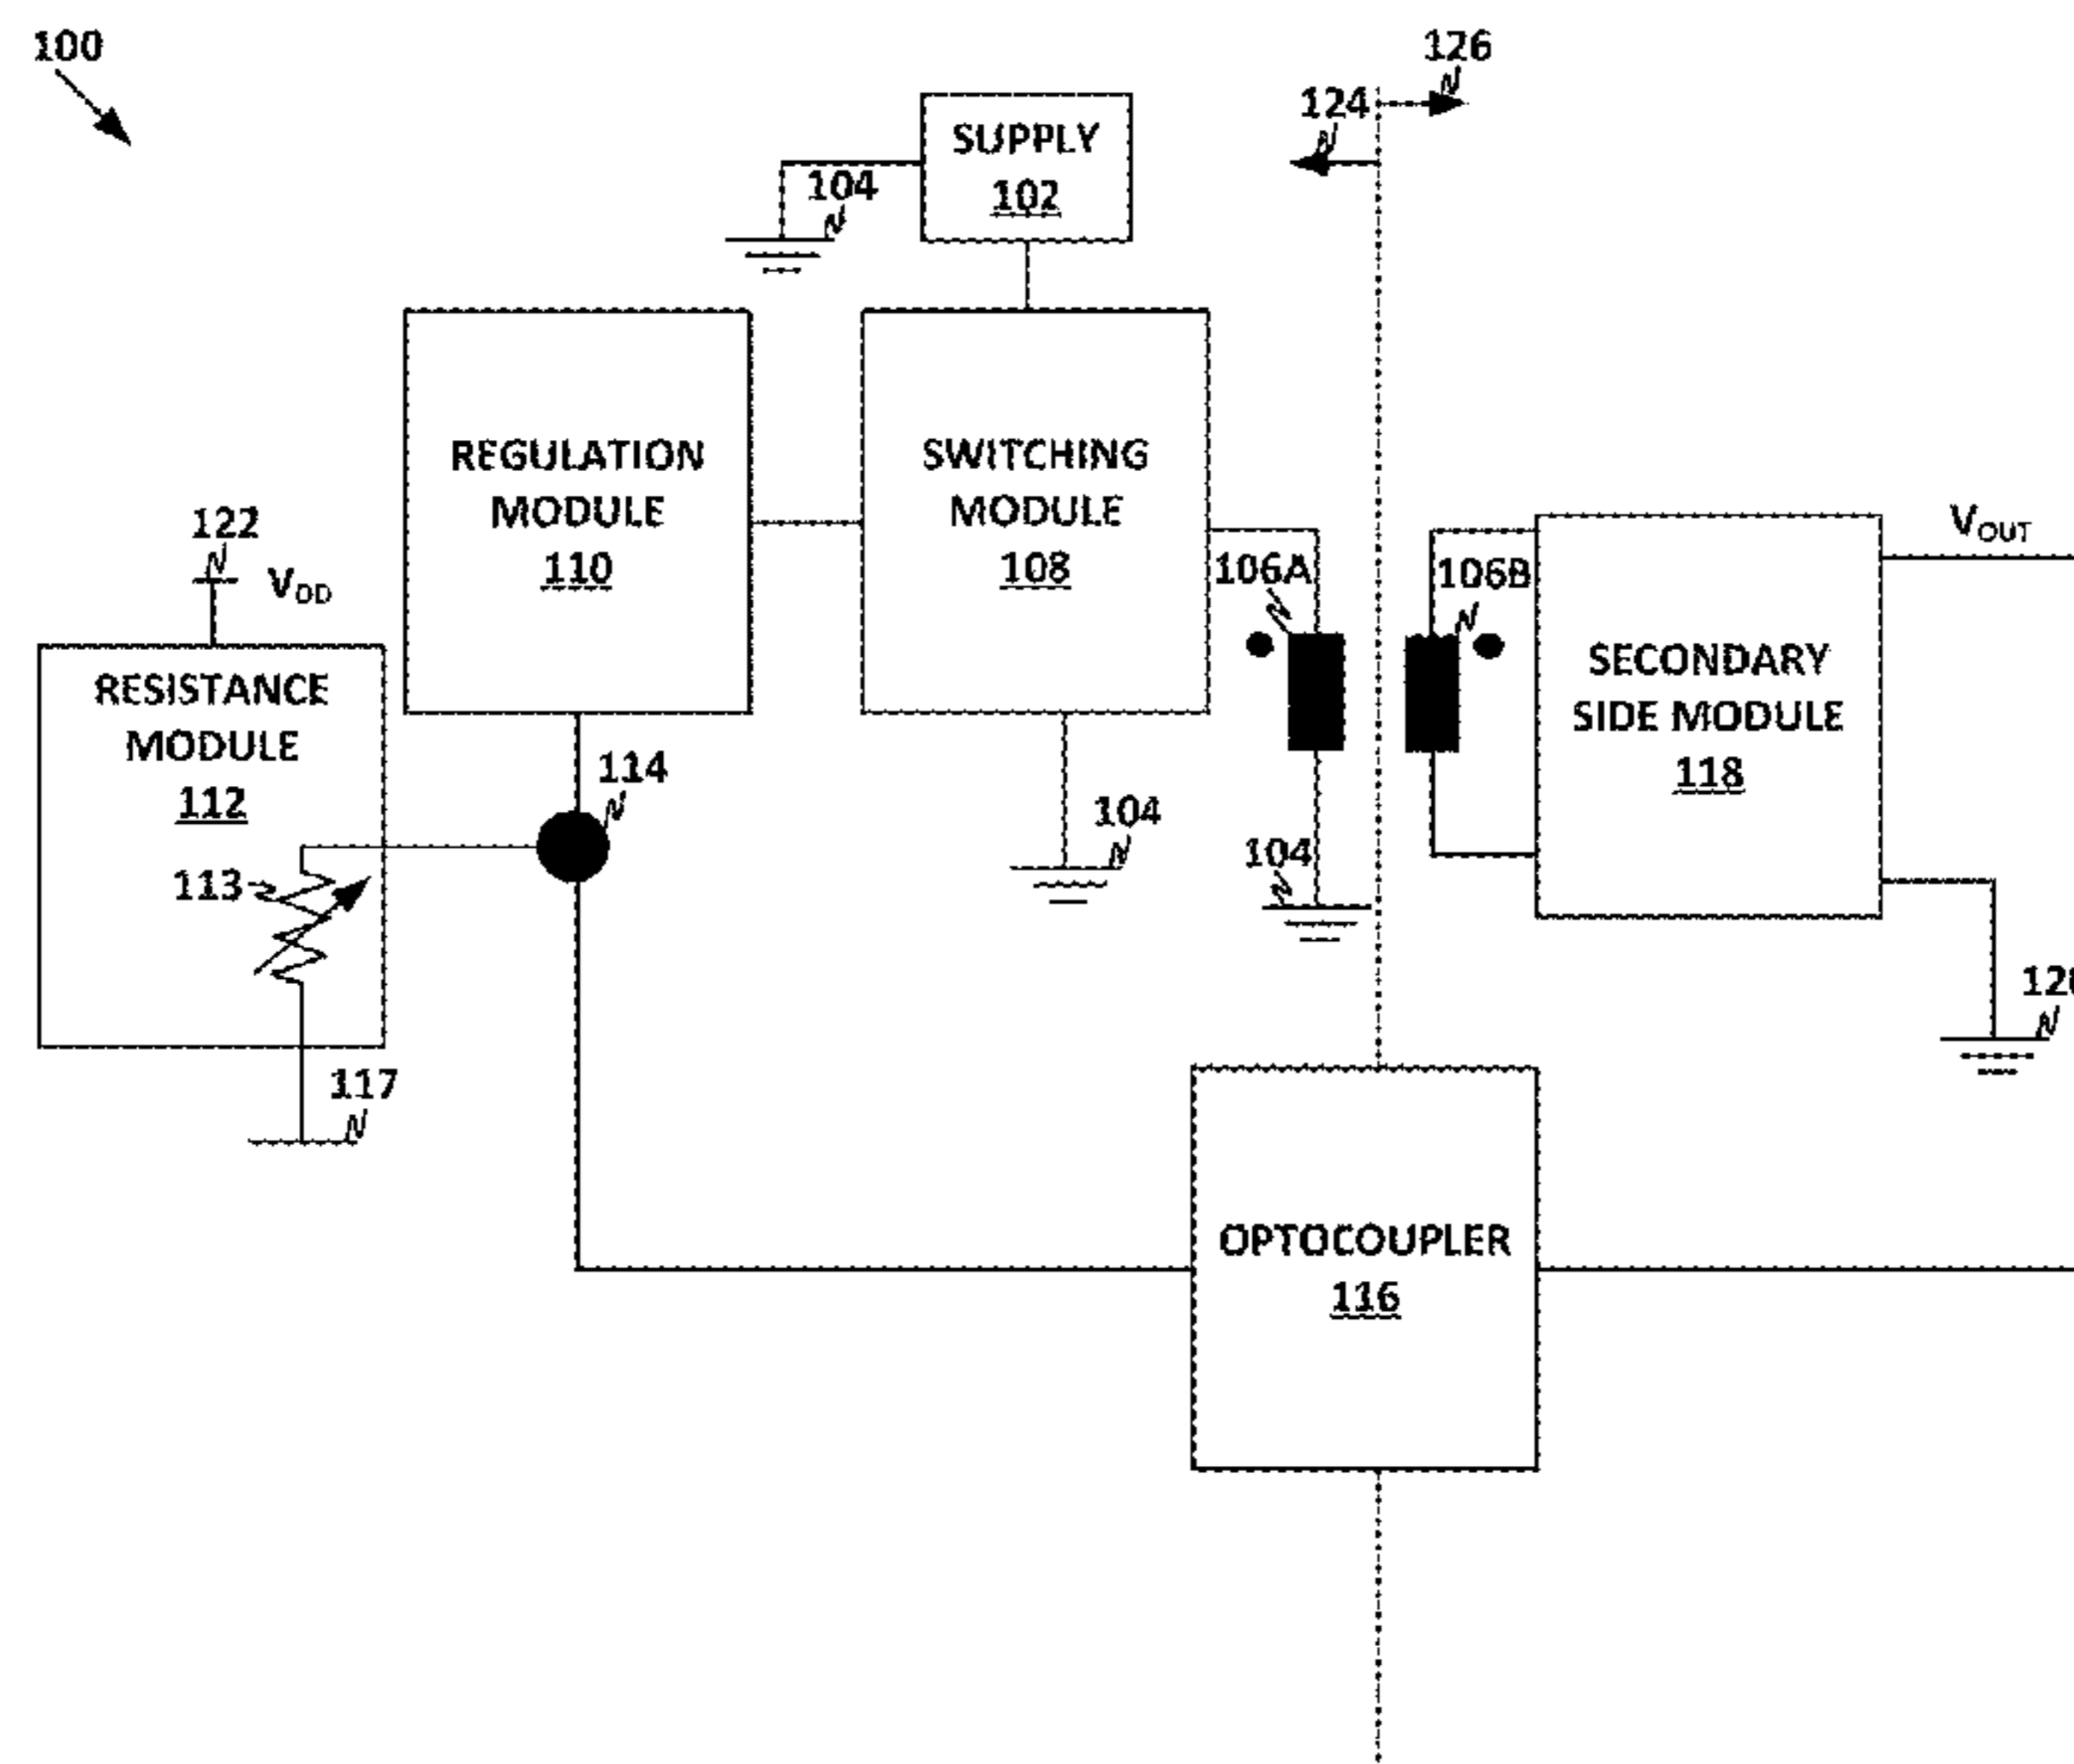 100
126
124
SUPPLY
102
104
REGULATION
MODULE
110
SWITCHING
MODULE
108
122
VDD
VOUT
106A
106B
RESISTANCE
MODULE
112
SECONDARY
SIDE MODULE
118
114
104
104
113
117
OPTOCOUPLER
116